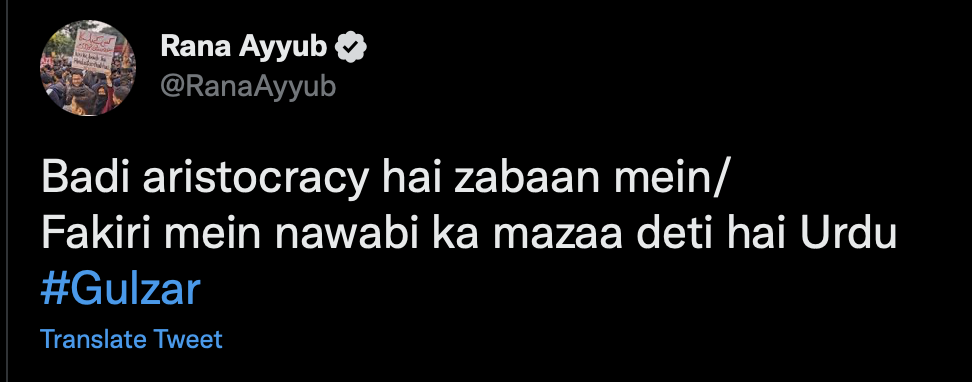 Rana Ayyub
@RanaAyyub
Badi aristocracy hai zabaan mein/
Fakiri mein nawabi ka mazaa deti hai Urdu
#Gulzar
Translate Tweet